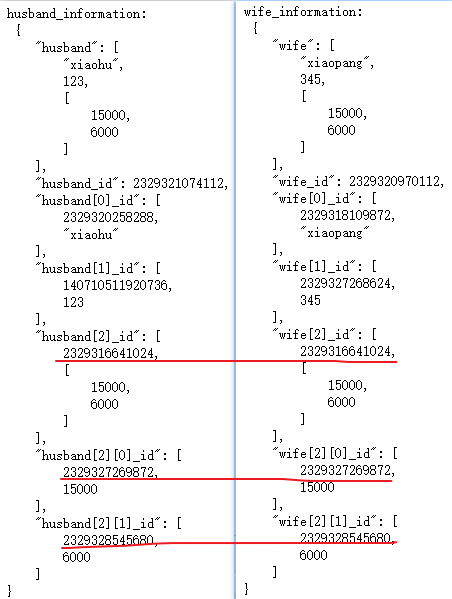 husband_information:
{
"husband": [
"xiaohu",
123,
[
15000,
6000
]
],
"husband_id": 2329321074112,
"husband[0]_id": [
2329320258288,
"xiaohu"
],
"husband[1]_id": [
140710511920736,
123
],
"husband[2]_id": [
2329316641024,
[
15000,
6000
]
],
"husband[2][0]_id": [
2329327269872,
15000
],
"husband[2][1]_id": [
2329328545680,
6000
]
}
wife_information:
{
"wife": [
"xiaopang",
345,
[
15000,
6000
]
],
"wife_id": 2329320970112,
"wife[0]_id": [
2329318109872,
"xiaopang"
],
"wife[1]_id": [
2329327268624,
345
],
"wife[2]_id": [
2329316641024,
[
15000,
6000
]
],
"wife[2][0]_id": [
2329327269872,
15000
],
"wife[2][1]_id": [
2329328545680,
6000
]
}